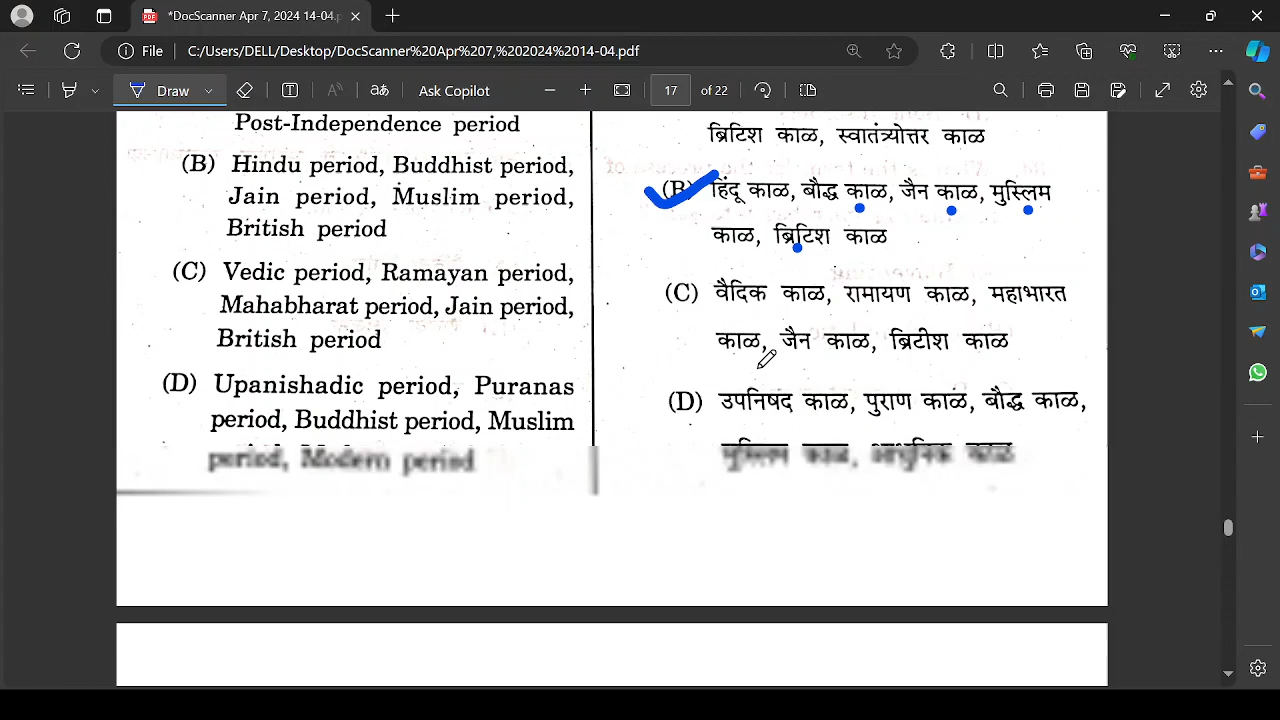 *DocScanner Apr 7, 2024 14-04.
File C:/Users/DELL/Desktop/DocScanner%20Apr%207,%202024%2014-04.pdf
Draw Ask Copilot 17 of 22
Post-Independence period
(B) Hindu period, Buddhist period,
Jain period, Muslim period,
British period
(C) Vedic period, Ramayan period,
Mahabharat period, Jain period,
British period
(D) Upanishadic period, Puranas
period, Buddhist period, Muslim
period, Modern period
ब्रिटिश काळ, स्वातंत्र्योत्तर काळ
(B) हिंदू काळ, बौद्ध काळ, जैन काळ, मुस्लिम
काळ, ब्रिटिश काळ
(C) वैदिक काळ, रामायण काळ, महाभारत
काळ, जैन काळ, ब्रिटीश काळ
(D) उपनिषद काळ, पुराण काळ, बौद्ध काळ,
मुस्लिम काळ, आधुनिक काळ